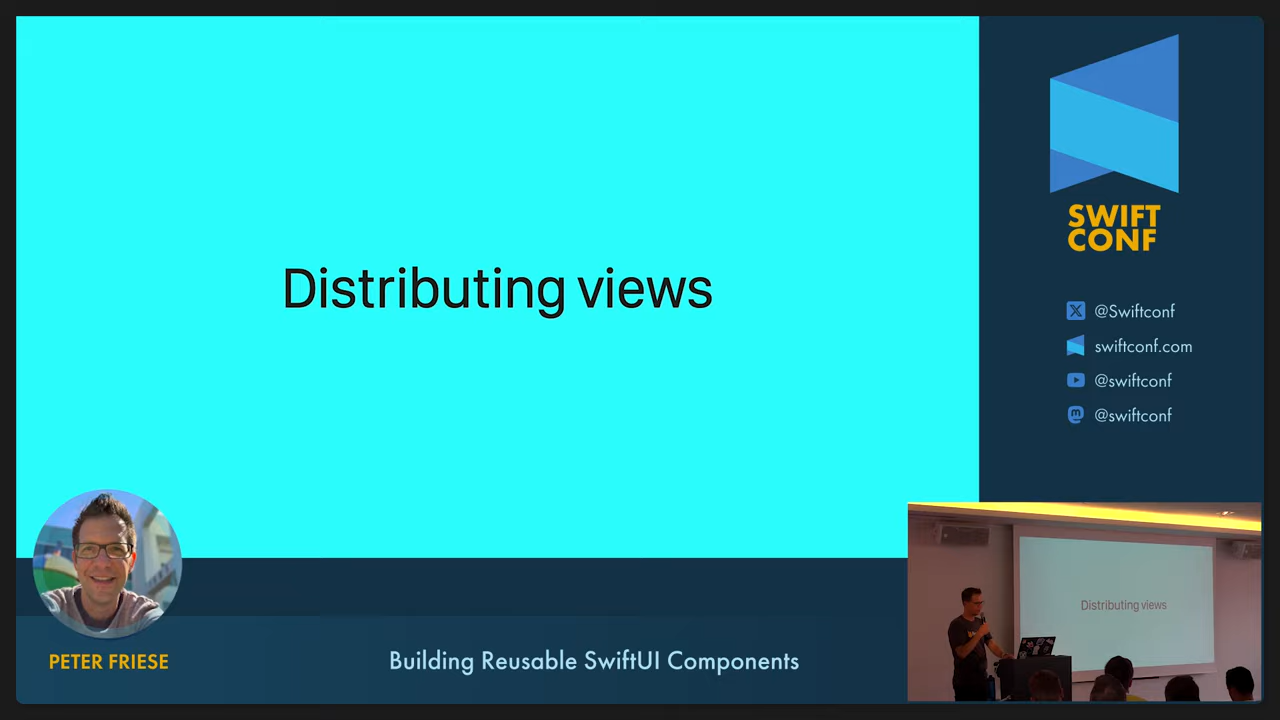 Distributing views
SWIFT
CONF
@Swiftconf
swiftconf.com
@swiftconf
@swiftconf
PETER FRIESE
Building Reusable SwiftUI Components
Distributing views